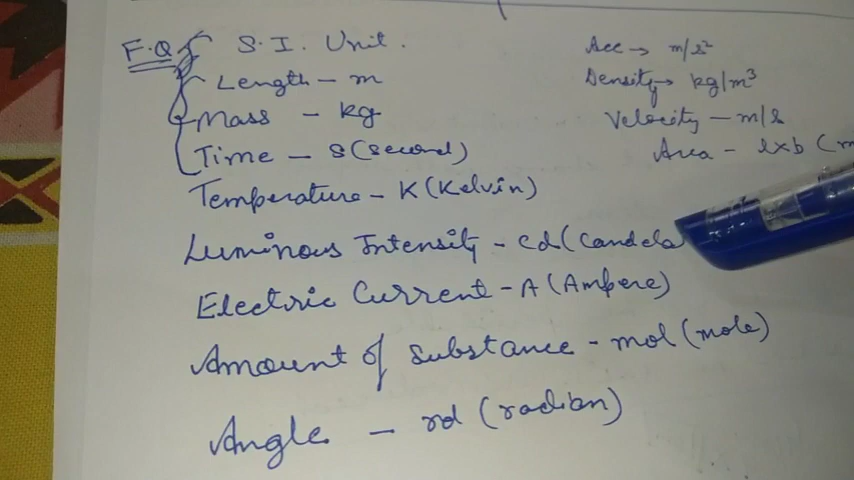 F.Q S.I. Unit.
Length - m
Mass - kg
Time - s (second)
Temperature - K (Kelvin)
Luminous Intensity - cd (Candela
Electric Current - A (Ampere)
Amount of substance - mol (mole)
Angle - rd (radian)
Acc → m/s²
Density → kg/m³
Velocity - m/s
Area - l×b (m